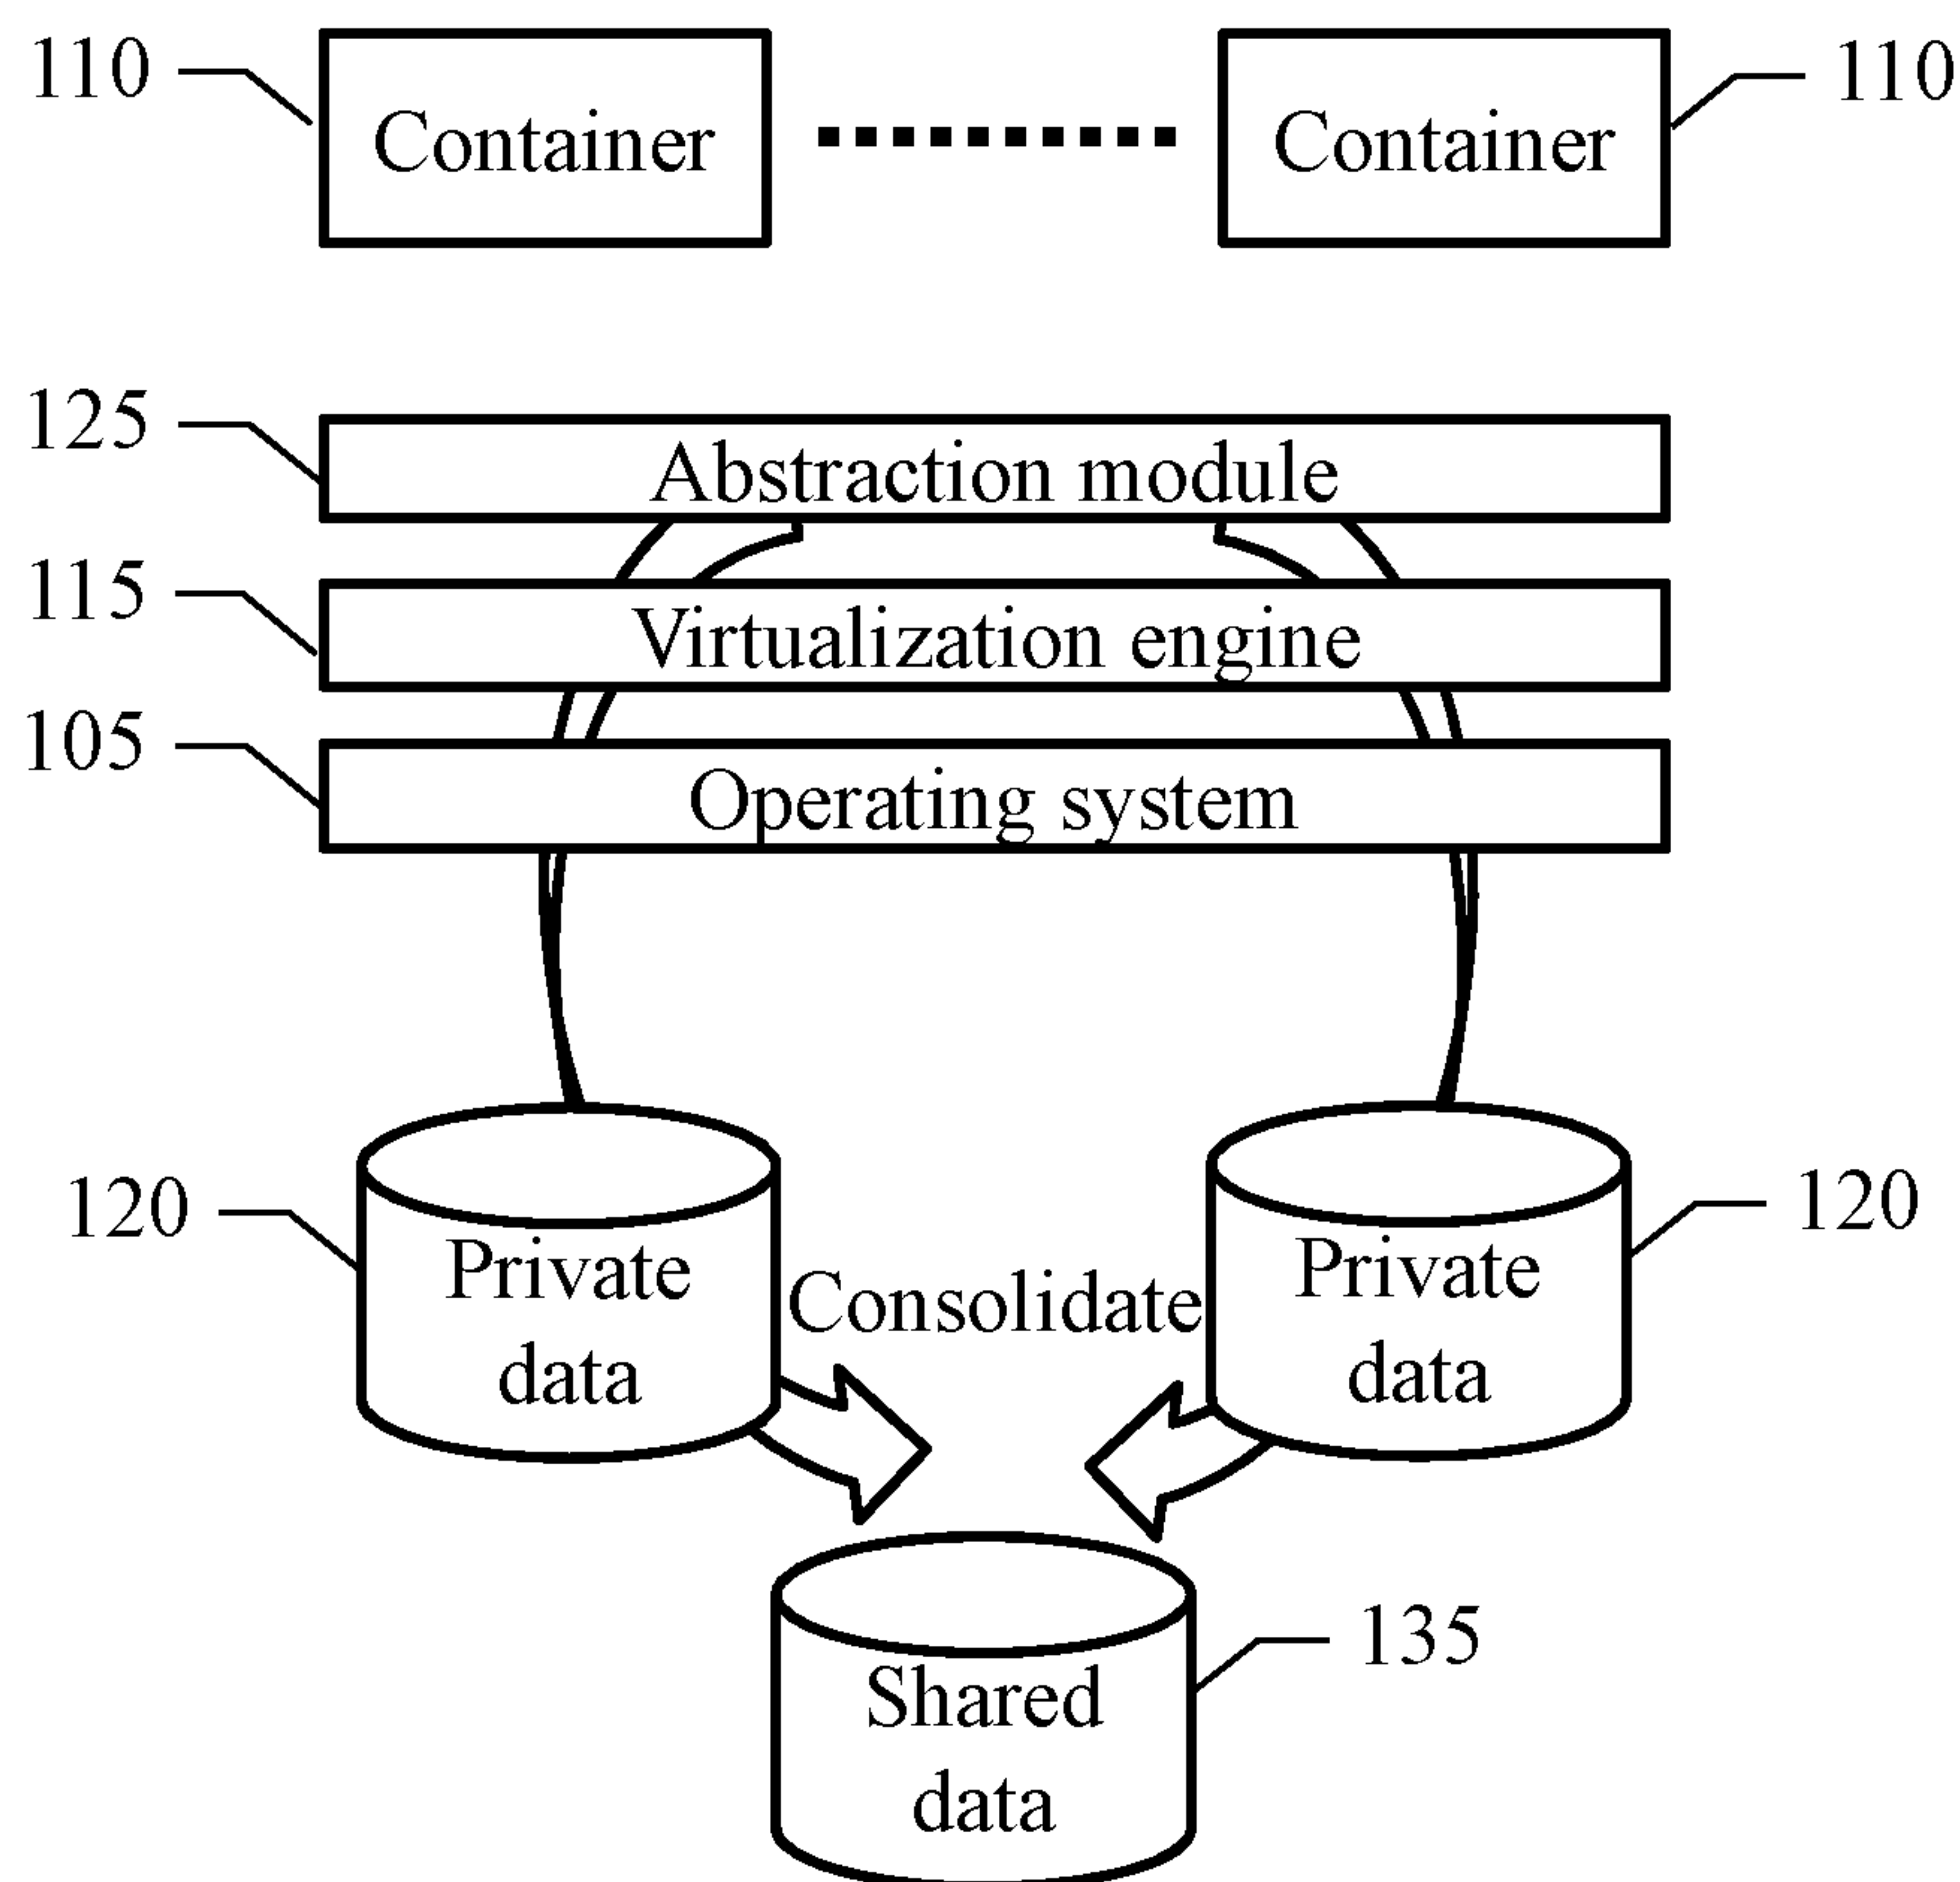 110
Container
Container
110
125
Abstraction module
115
Virtualization engine
105
Operating system
120
Private
data
Consolidate
Private
data
120
Shared
data
135